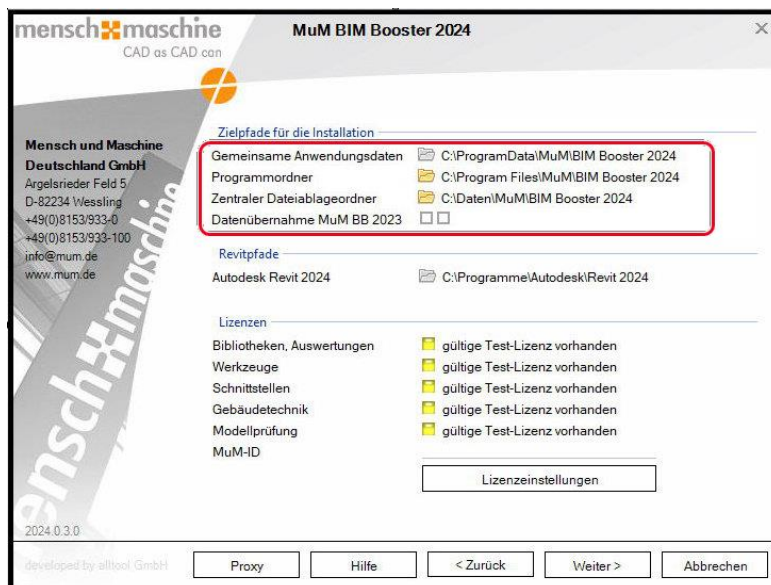 mensch maschine
CAD as CAD can
MuM BIM Booster 2024
Mensch und Maschine
Deutschland GmbH
Argelsrieder Feld 5
D-82234 Wessling
+49(0)8153/933-0
+49(0)8153/933-100
info@mum.de
www.mum.de
Zielpfade für die Installation
Gemeinsame Anwendungsdaten C:\ProgramData\MuM\BIM Booster 2024
Programmordner C:\Program Files\MuM\BIM Booster 2024
Zentraler Dateiablageordner C:\Daten\MuM\BIM Booster 2024
Datenübernahme MuM BB 2023
Revitpfade
Autodesk Revit 2024 C:\Programme\Autodesk\Revit 2024
Lizenzen
Bibliotheken, Auswertungen gültige Test-Lizenz vorhanden
Werkzeuge gültige Test-Lizenz vorhanden
Schnittstellen gültige Test-Lizenz vorhanden
Gebäudetechnik gültige Test-Lizenz vorhanden
Modellprüfung gültige Test-Lizenz vorhanden
MuM-ID
Lizenzeinstellungen
mensch maschine
2024.0.3.0
developed by alltool GmbH
Proxy Hilfe < Zurück Weiter > Abbrechen